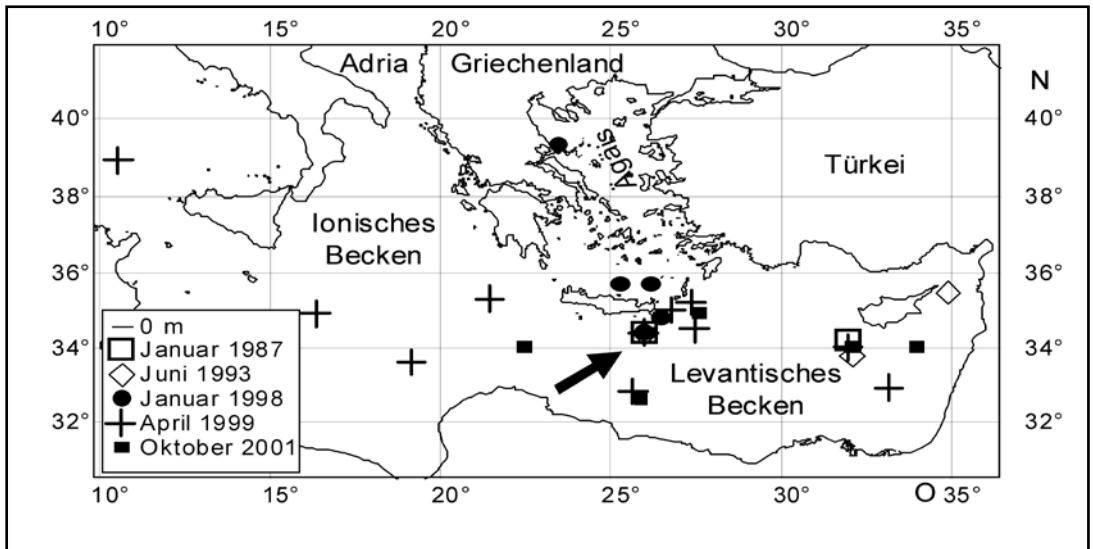 10° 15° 20° 25° 30° 35°
Adria Griechenland
N
40° 40°
Ägäis
Türkei
38° 38°
Ionisches
Becken
36° 36°
0 m
Januar 1987
34° 34°
Juni 1993
Levantisches
Becken
Januar 1998
32° 32°
April 1999
Oktober 2001
10° 15° 20° 25° 30° O 35°